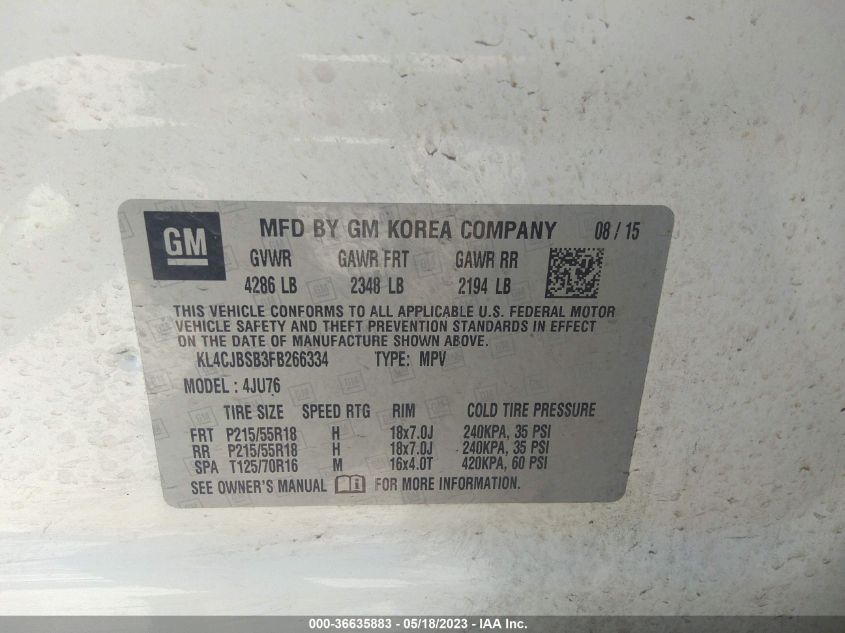 GM MFD BY GM KOREA COMPANY 08 / 15
GVWR GAWR FRT GAWR RR
4286 LB 2348 LB 2194 LB
THIS VEHICLE CONFORMS TO ALL APPLICABLE U.S. FEDERAL MOTOR
VEHICLE SAFETY AND THEFT PREVENTION STANDARDS IN EFFECT
ON THE DATE OF MANUFACTURE SHOWN ABOVE.
KL4CJBSB3FB266334 TYPE: MPV
MODEL : 4JU76
TIRE SIZE SPEED RTG RIM COLD TIRE PRESSURE
FRT P215/55R18 H 18x7.0J 240KPA, 35 PSI
RR P215/55R18 H 18x7.0J 240KPA, 35 PSI
SPA T125/70R16 M 16x4.0T 420KPA, 60 PSI
SEE OWNER'S MANUAL FOR MORE INFORMATION.
000-36635883 - 05/18/2023 - IAA Inc.